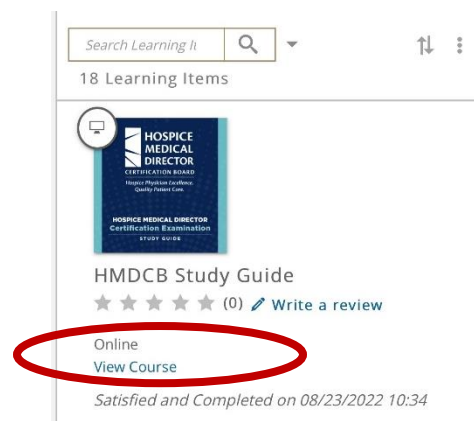 Search Learning It
18 Learning Items
HOSPICE
MEDICAL
DIRECTOR
CERTIFICATION BOARD
Hospice Physician Excellence.
Quality Patient Care.
HOSPICE MEDICAL DIRECTOR
Certification Examination
STUDY GUIDE
HMDCB Study Guide
(0) Write a review
Online
View Course
Satisfied and Completed on 08/23/2022 10:34